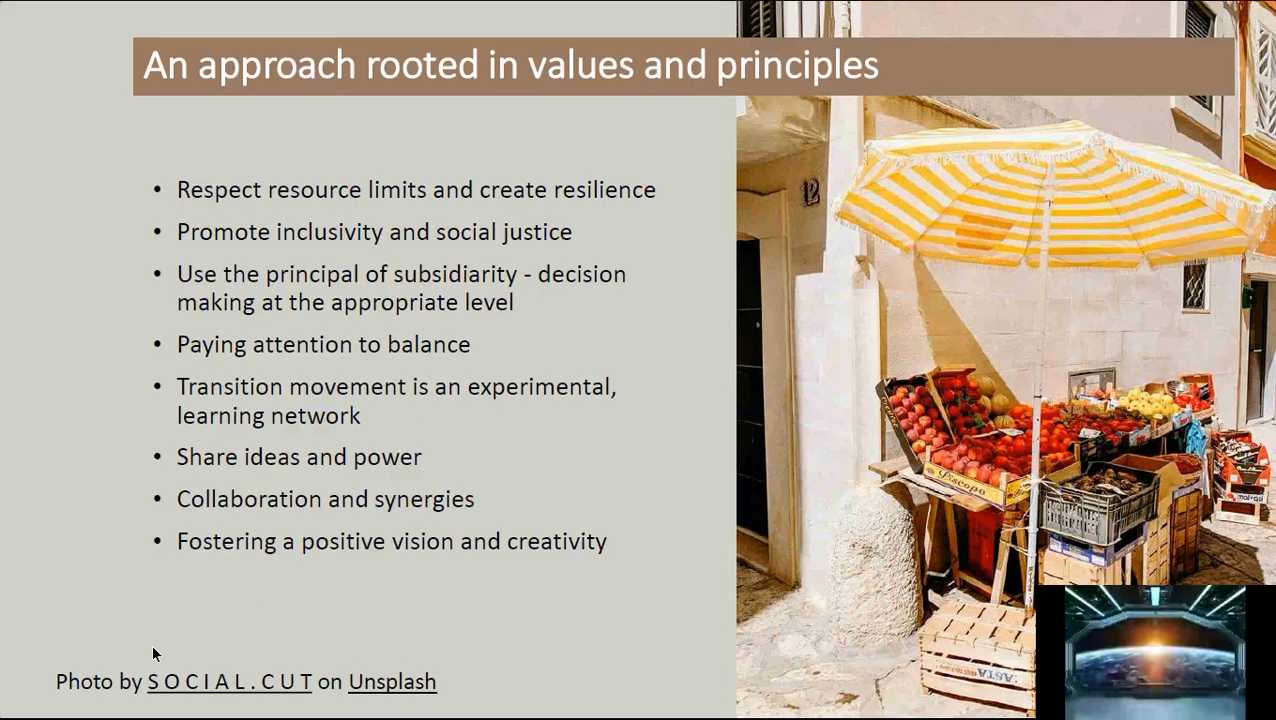 An approach rooted in values and principles
• Respect resource limits and create resilience
• Promote inclusivity and social justice
• Use the principal of subsidiarity - decision
making at the appropriate level
• Paying attention to balance
• Transition movement is an experimental,
learning network
• Share ideas and power
• Collaboration and synergies
• Fostering a positive vision and creativity
Photo by S O C I A L . C U T on Unsplash
12
Piscopo